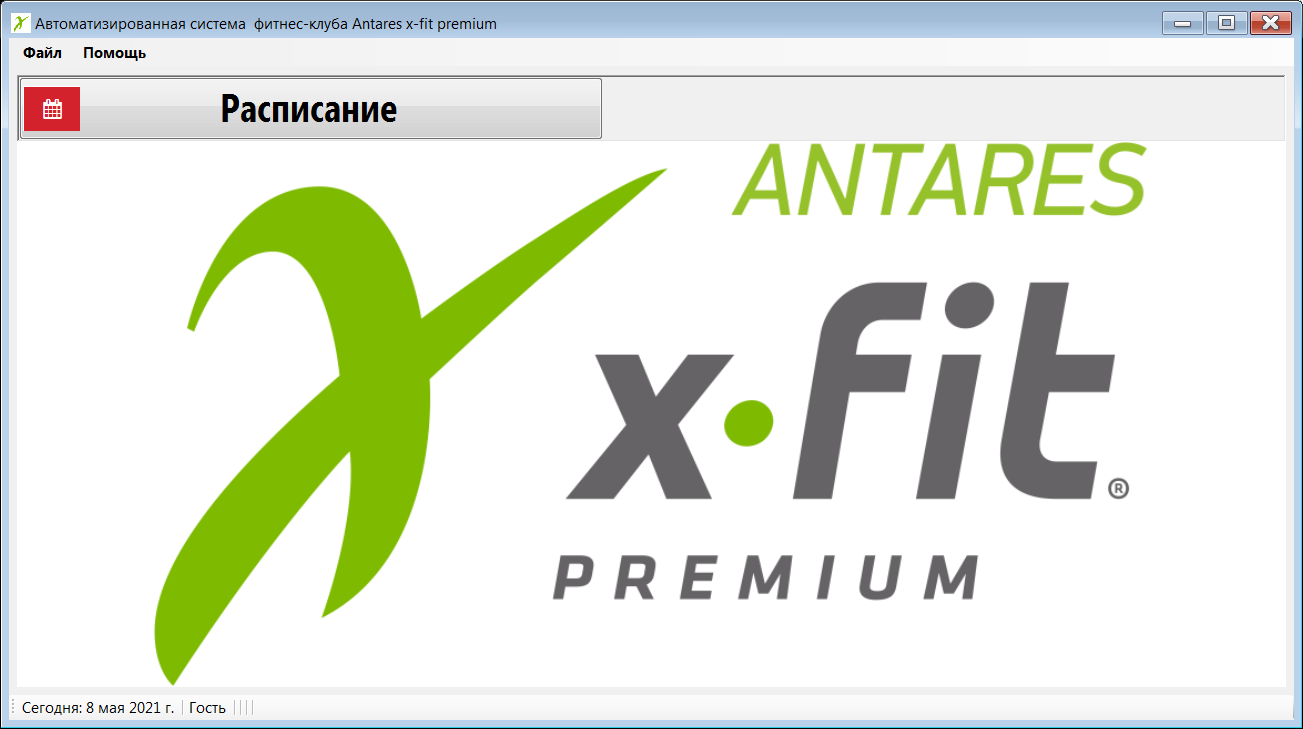 Автоматизированная система  фитнес-клуба Antares x-fit premium
Файл Помощь
Расписание
ANTARES
x·fit®
PREMIUM
Сегодня: 8 мая 2021 г. Гость